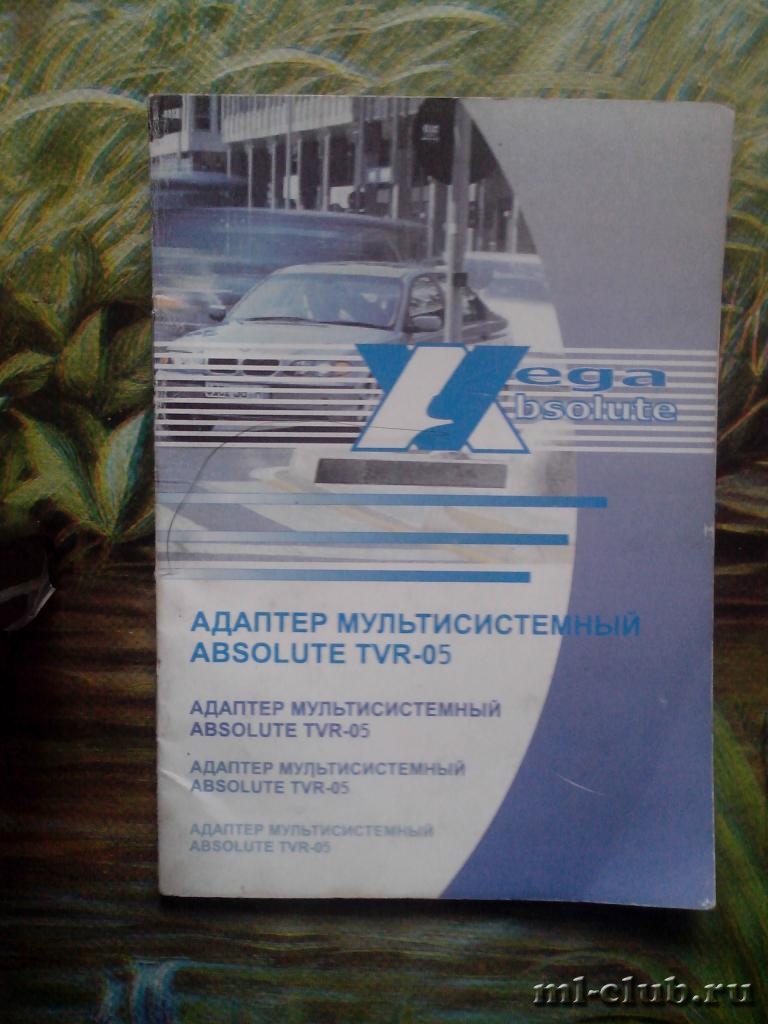 ega
bsolute
АДАПТЕР МУЛЬТИСИСТЕМНЫЙ
ABSOLUTE TVR-05
АДАПТЕР МУЛЬТИСИСТЕМНЫЙ
ABSOLUTE TVR-05
АДАПТЕР МУЛЬТИСИСТЕМНЫЙ
ABSOLUTE TVR-05
АДАПТЕР МУЛЬТИСИСТЕМНЫЙ
ABSOLUTE TVR-05
ml-club.ru